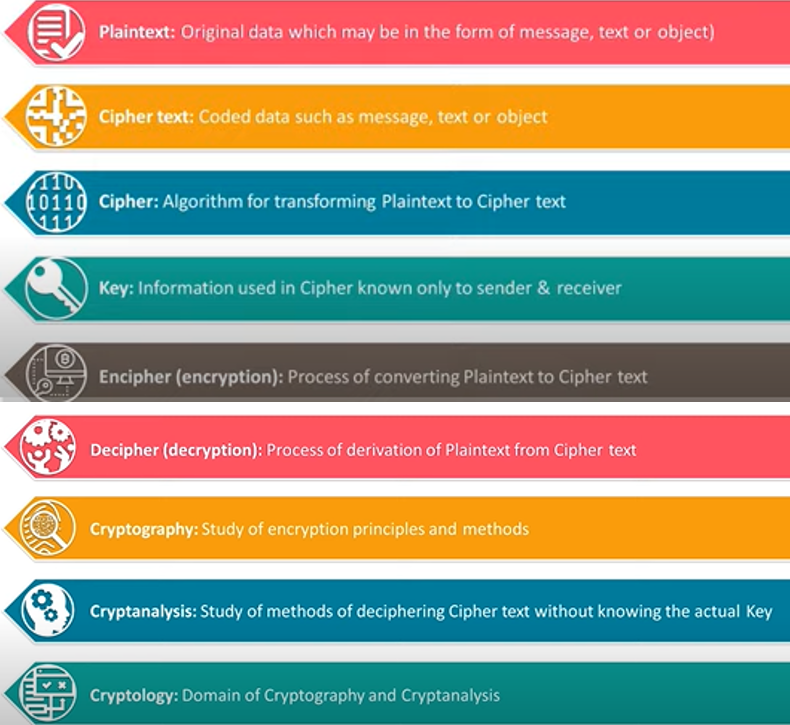 Plaintext: Original data which may be in the form of message, text or object)
Cipher text: Coded data such as message, text or object
110
10110
111
Cipher: Algorithm for transforming Plaintext to Cipher text
Key: Information used in Cipher known only to sender & receiver
B
Encipher (encryption): Process of converting Plaintext to Cipher text
Decipher (decryption): Process of derivation of Plaintext from Cipher text
Cryptography: Study of encryption principles and methods
Cryptanalysis: Study of methods of deciphering Cipher text without knowing the actual Key
Cryptology: Domain of Cryptography and Cryptanalysis